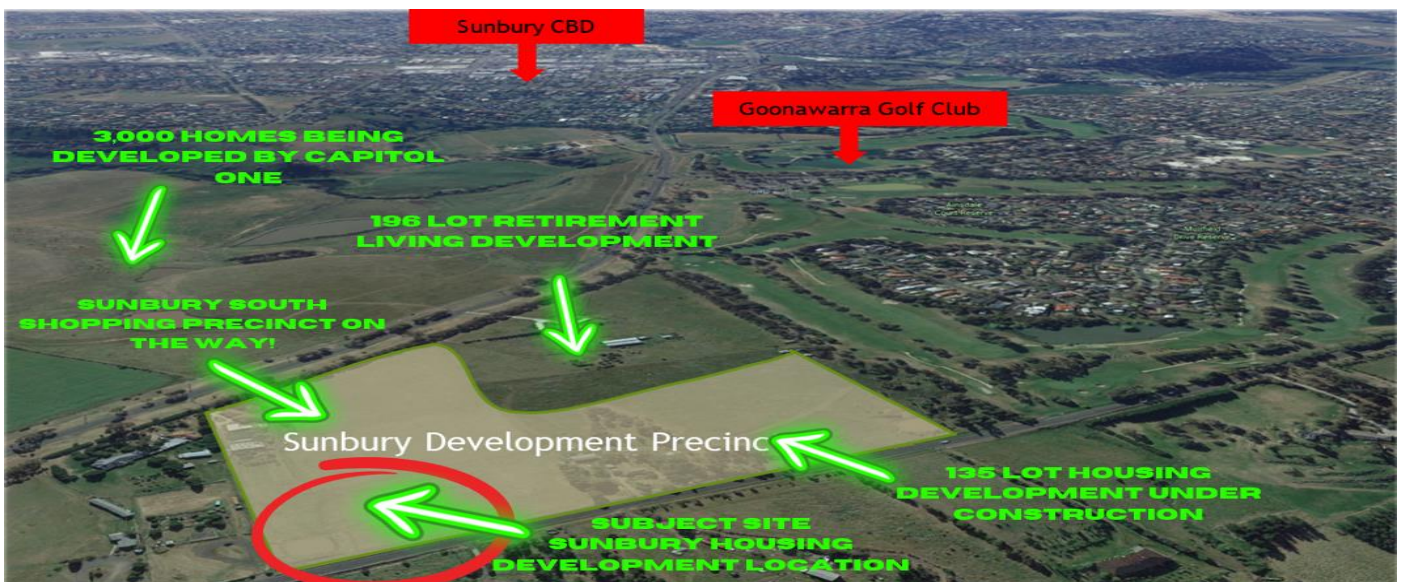 Sunbury CBD
Goonawarra Golf Club
3,000 HOMES BEING
DEVELOPED BY CAPITOL
ONE
196 LOT RETIREMENT
LIVING DEVELOPMENT
SUNBURY SOUTH
SHOPPING PRECINCT ON
THE WAY!
Sunbury Development Precinc
135 LOT HOUSING
DEVELOPMENT UNDER
CONSTRUCTION
SUBJECT SITE
SUNBURY HOUSING
DEVELOPMENT LOCATION